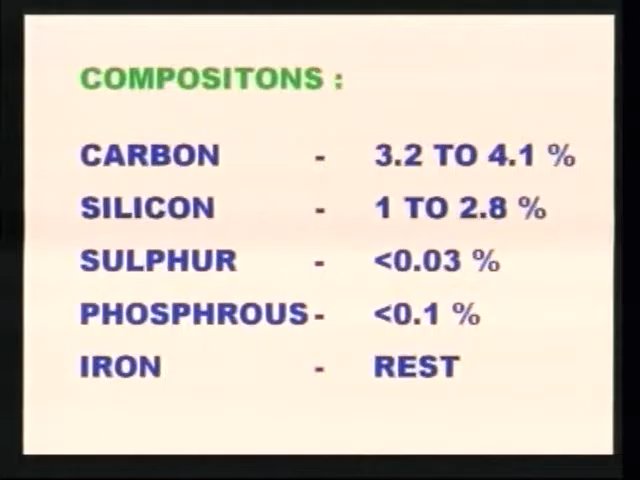 COMPOSITONS :
CARBON - 3.2 TO 4.1 %
SILICON - 1 TO 2.8 %
SULPHUR - <0.03 %
PHOSPHROUS - <0.1 %
IRON - REST